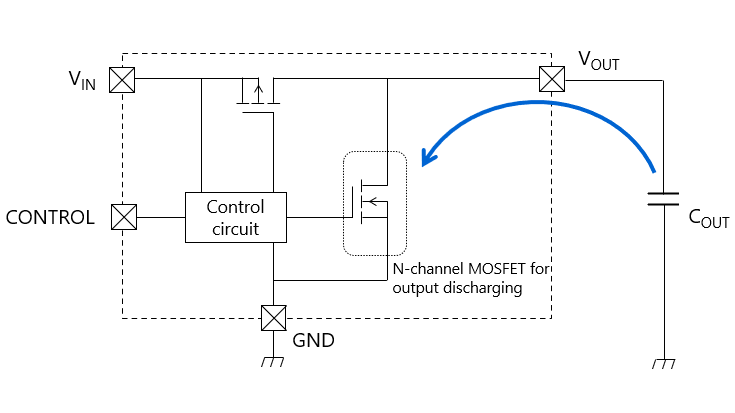 VOUT
VIN
Control
circuit
CONTROL
COUT
N-channel MOSFET for
output discharging
GND